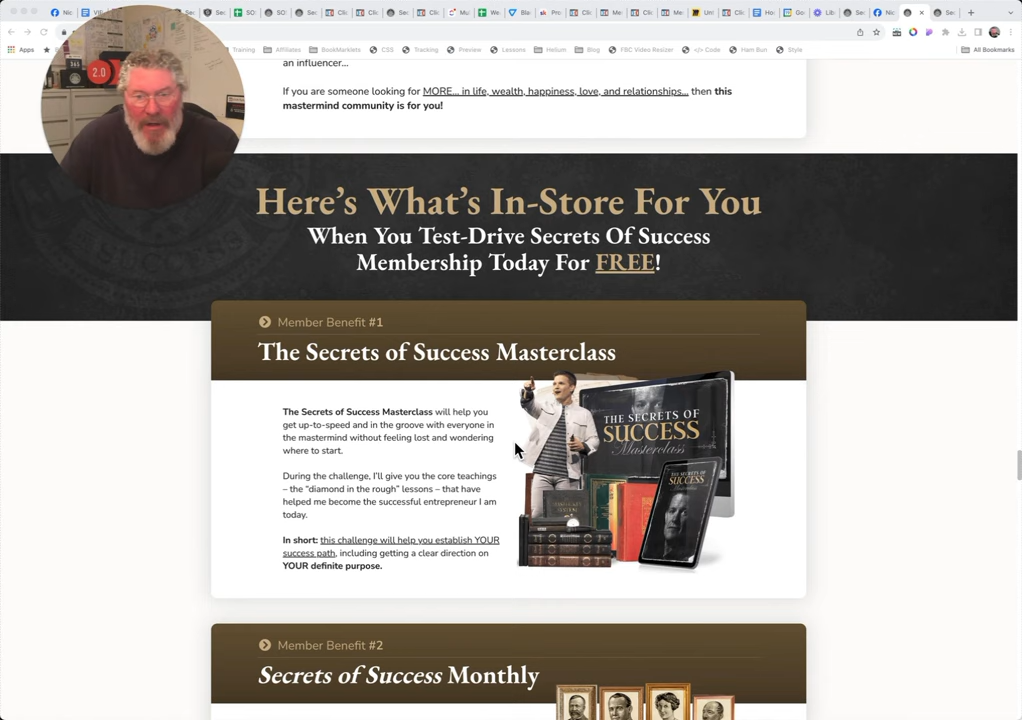 Training Affiliates BookMarklets CSS Tracking Preview Lessons Helium Blog FBC Video Resizer </> Code Ham Bun Style All Bookmarks
Apps
365
2.0
an influencer...
If you are someone looking for MORE... in life, wealth, happiness, love, and relationships... then this
mastermind community is for you!
Here's What's In-Store For You
When You Test-Drive Secrets Of Success
Membership Today For FREE!
Member Benefit #1
The Secrets of Success Masterclass
The Secrets of Success Masterclass will help you
get up-to-speed and in the groove with everyone in
the mastermind without feeling lost and wondering
where to start.
During the challenge, I'll give you the core teachings
– the “diamond in the rough” lessons – that have
helped me become the successful entrepreneur I am
today.
In short: this challenge will help you establish YOUR
success path, including getting a clear direction on
YOUR definite purpose.
THE SECRETS OF
SUCCESS
Masterclass
THE SECRETS OF
SUCCESS
Member Benefit #2
Secrets of Success Monthly